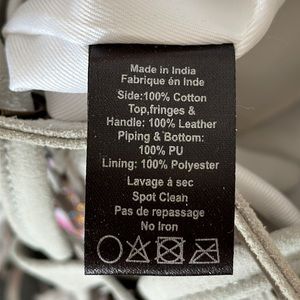 Made in India
Fabriqué én Inde
Side:100% Cotton
Top,fringes &
Handle: 100% Leather
Piping & Bottom:
100% PU
Lining: 100% Polyester
Lavage á sec
Spot Clean
Pas de repassage
No Iron